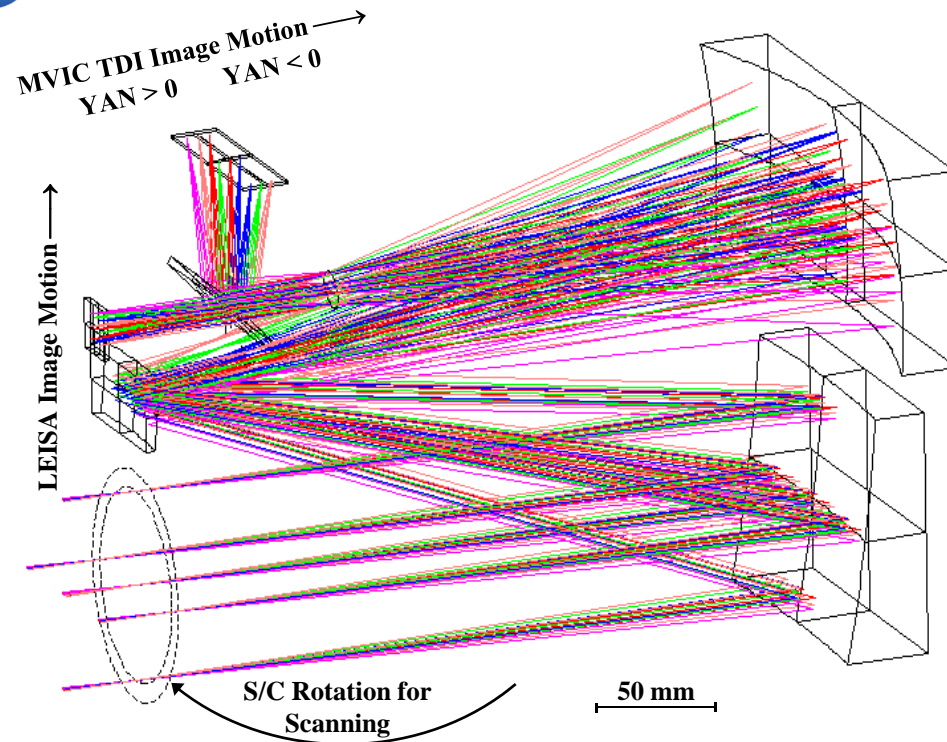 MVIC TDI Image Motion
YAN > 0 YAN < 0
LEISA Image Motion
S/C Rotation for
Scanning
50 mm